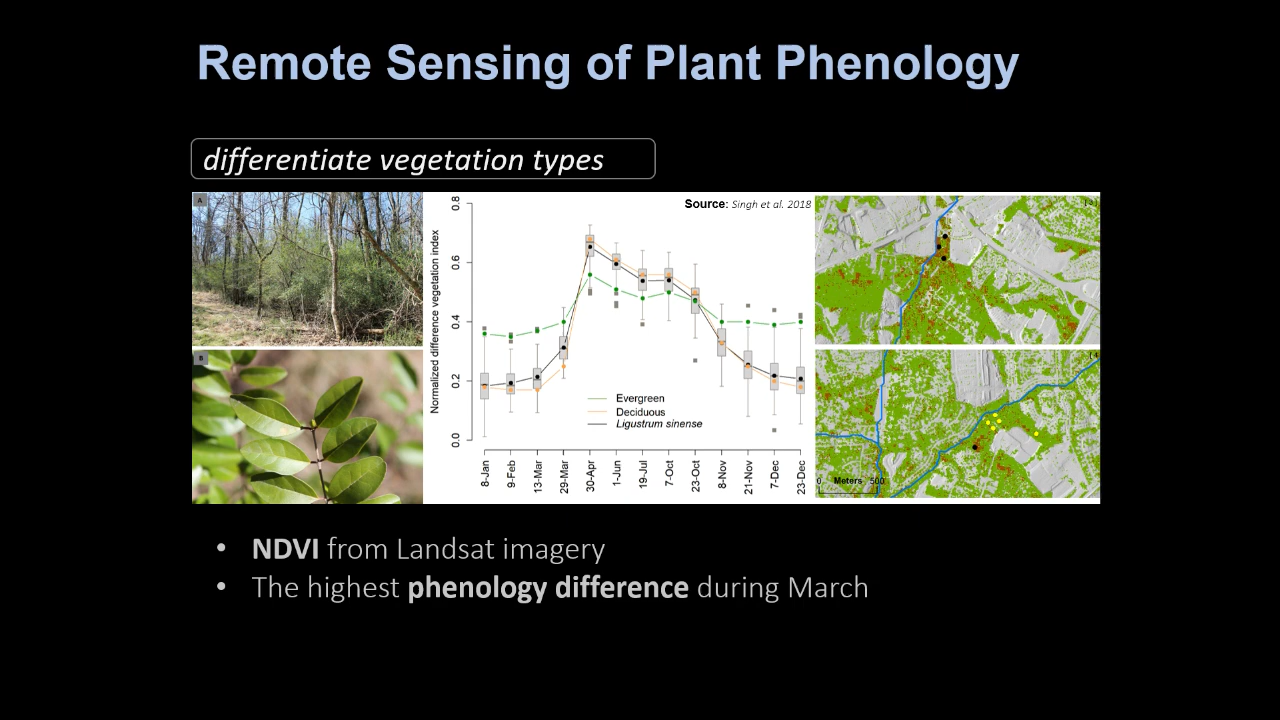 Remote Sensing of Plant Phenology
differentiate vegetation types
A
B
Source: Singh et al. 2018
Normalized difference vegetation index
0.8
0.6
0.4
0.2
0.0
Evergreen
Deciduous
Ligustrum sinense
8-Jan
9-Feb
13-Mar
29-Mar
30-Apr
1-Jun
19-Jul
7-Oct
23-Oct
8-Nov
21-Nov
7-Dec
23-Dec
0 Meters 500
• NDVI from Landsat imagery
• The highest phenology difference during March